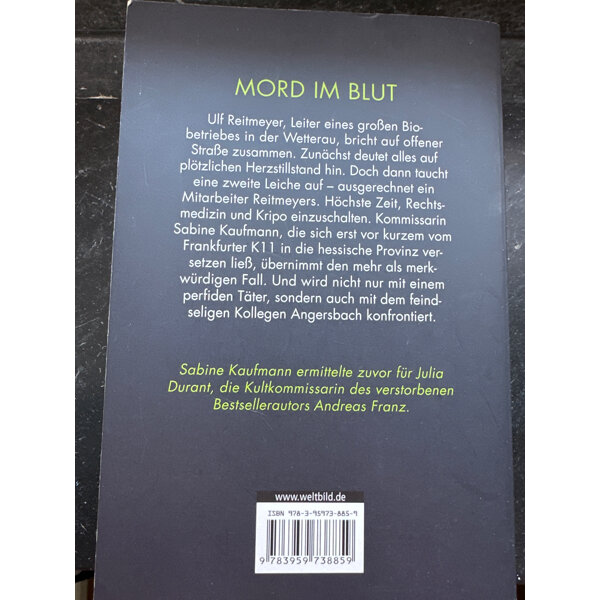 MORD IM BLUT
Ulf Reitmeyer, Leiter eines großen Bio-
betriebes in der Wetterau, bricht auf offener
Straße zusammen. Zunächst deutet alles auf
plötzlichen Herzstillstand hin. Doch dann taucht
eine zweite Leiche auf – ausgerechnet ein
Mitarbeiter Reitmeyers. Höchste Zeit, Rechts-
medizin und Kripo einzuschalten. Kommissarin
Sabine Kaufmann, die sich erst vor kurzem vom
Frankfurter K11 in die hessische Provinz ver-
setzen ließ, übernimmt den mehr als merk-
würdigen Fall. Und wird nicht nur mit einem
perfiden Täter, sondern auch mit dem feind-
seligen Kollegen Angersbach konfrontiert.
Sabine Kaufmann ermittelte zuvor für Julia
Durant, die Kultkommissarin des verstorbenen
Bestsellerautors Andreas Franz.
www.weltbild.de
ISBN 978-3-95973-885-9
9 783959 738859